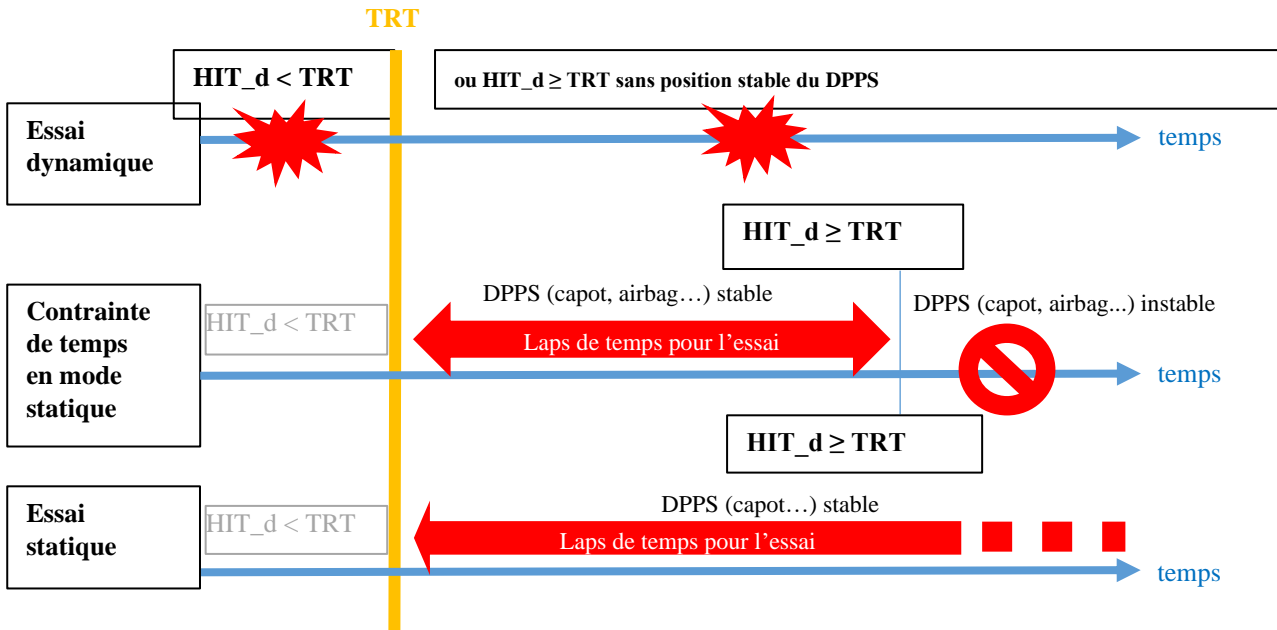 TRT
HIT_d < TRT
ou HIT_d ≥ TRT sans position stable du DPPS
Essai
dynamique
temps
HIT_d ≥ TRT
Contrainte
de temps
en mode
statique
HIT_d < TRT
DPPS (capot, airbag…) stable
DPPS (capot, airbag...) instable
Laps de temps pour l’essai
temps
HIT_d ≥ TRT
Essai
statique
HIT_d < TRT
DPPS (capot…) stable
Laps de temps pour l’essai
temps